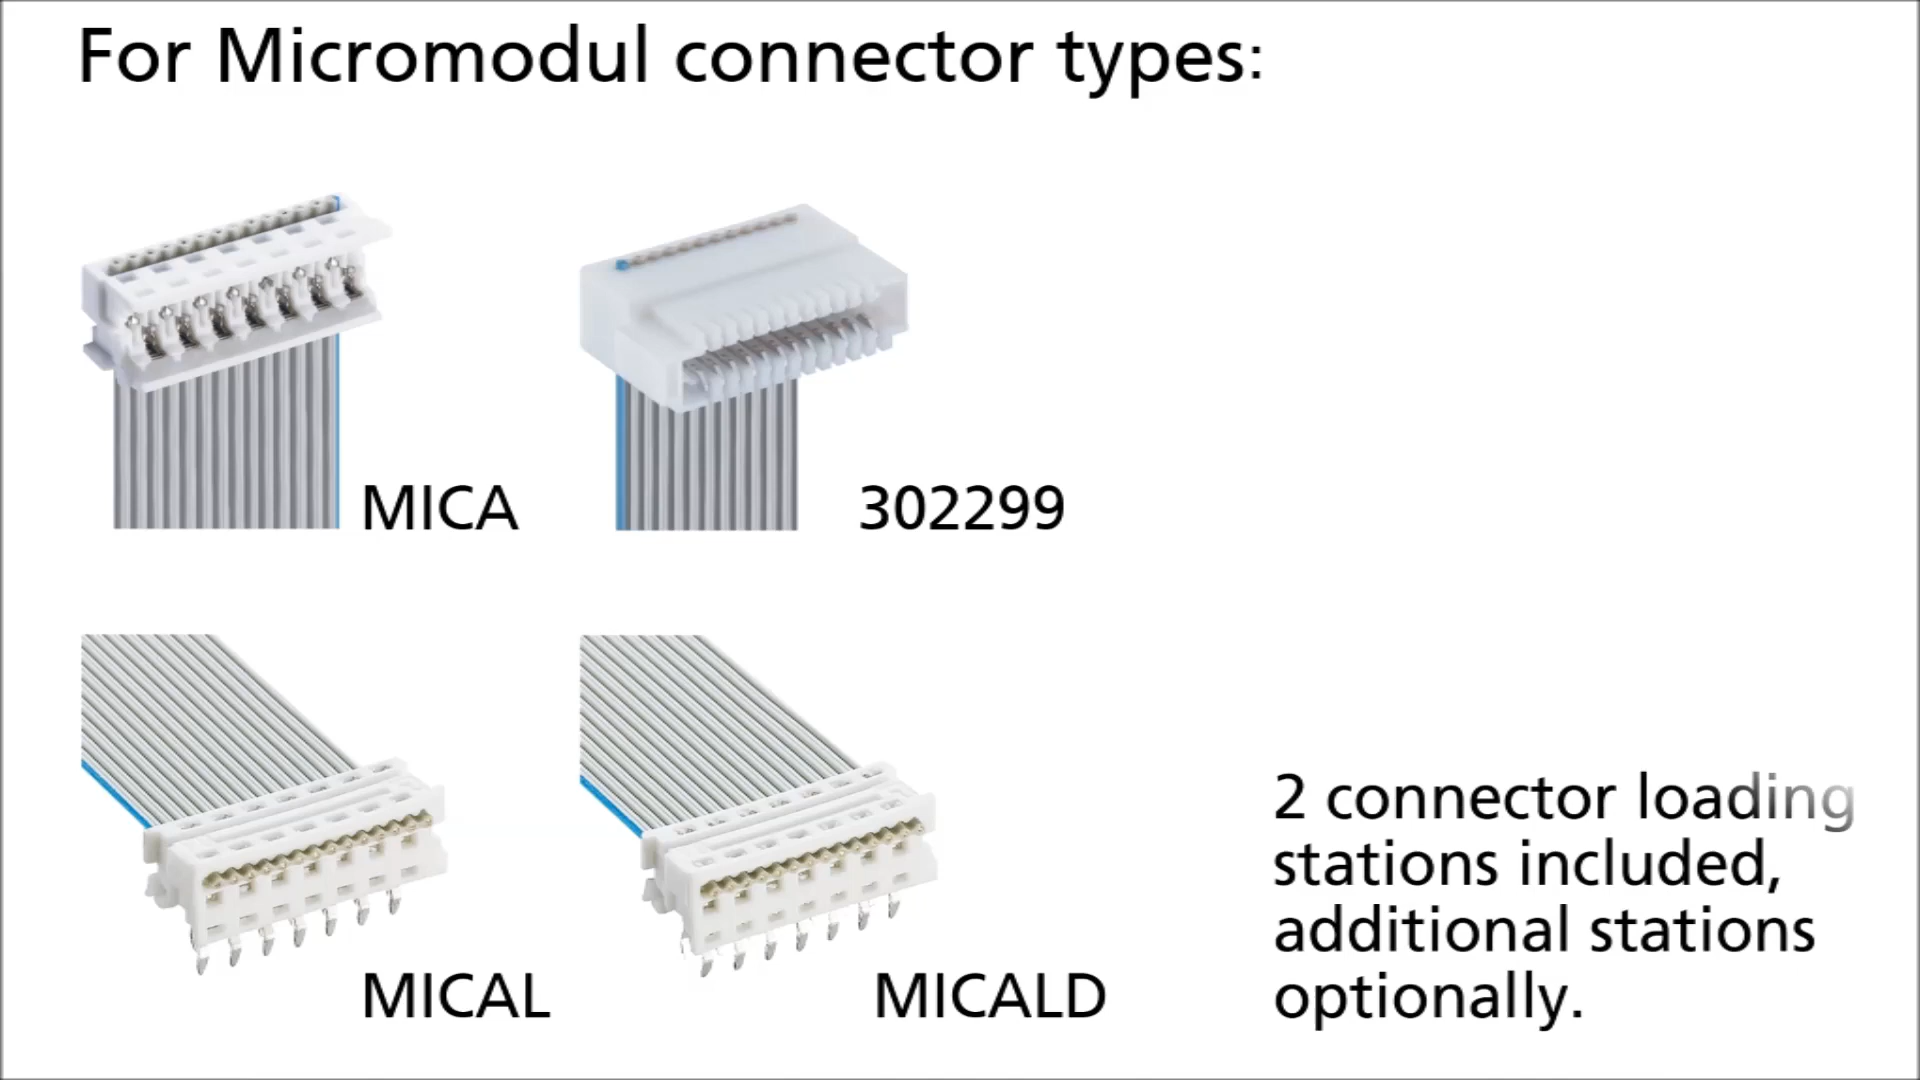 For Micromodul connector types:
MICA
302299
MICAL
MICALD
2 connector loading
stations included,
additional stations
optionally.